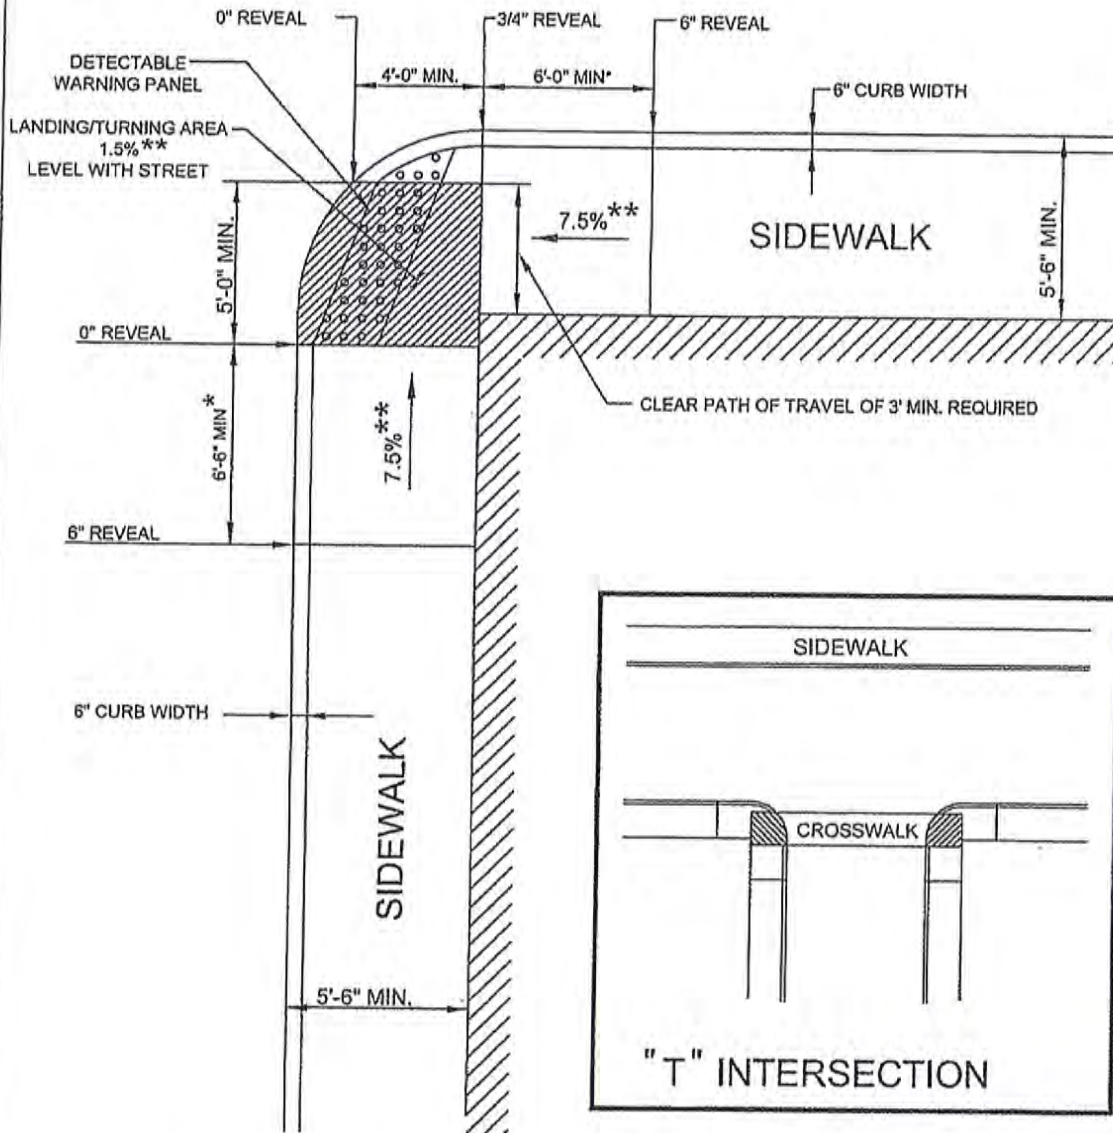 0" REVEAL
3/4" REVEAL
6" REVEAL
DETECTABLE
WARNING PANEL
4'-0" MIN.
6'-0" MIN*
6" CURB WIDTH
LANDING/TURNING AREA
1.5%**
LEVEL WITH STREET
5'-0" MIN.
7.5%**
SIDEWALK
5'-6" MIN.
0" REVEAL
CLEAR PATH OF TRAVEL OF 3' MIN. REQUIRED
6'-6" MIN*
7.5%**
6" REVEAL
6" CURB WIDTH
SIDEWALK
5'-6" MIN.
SIDEWALK
CROSSWALK
"T" INTERSECTION